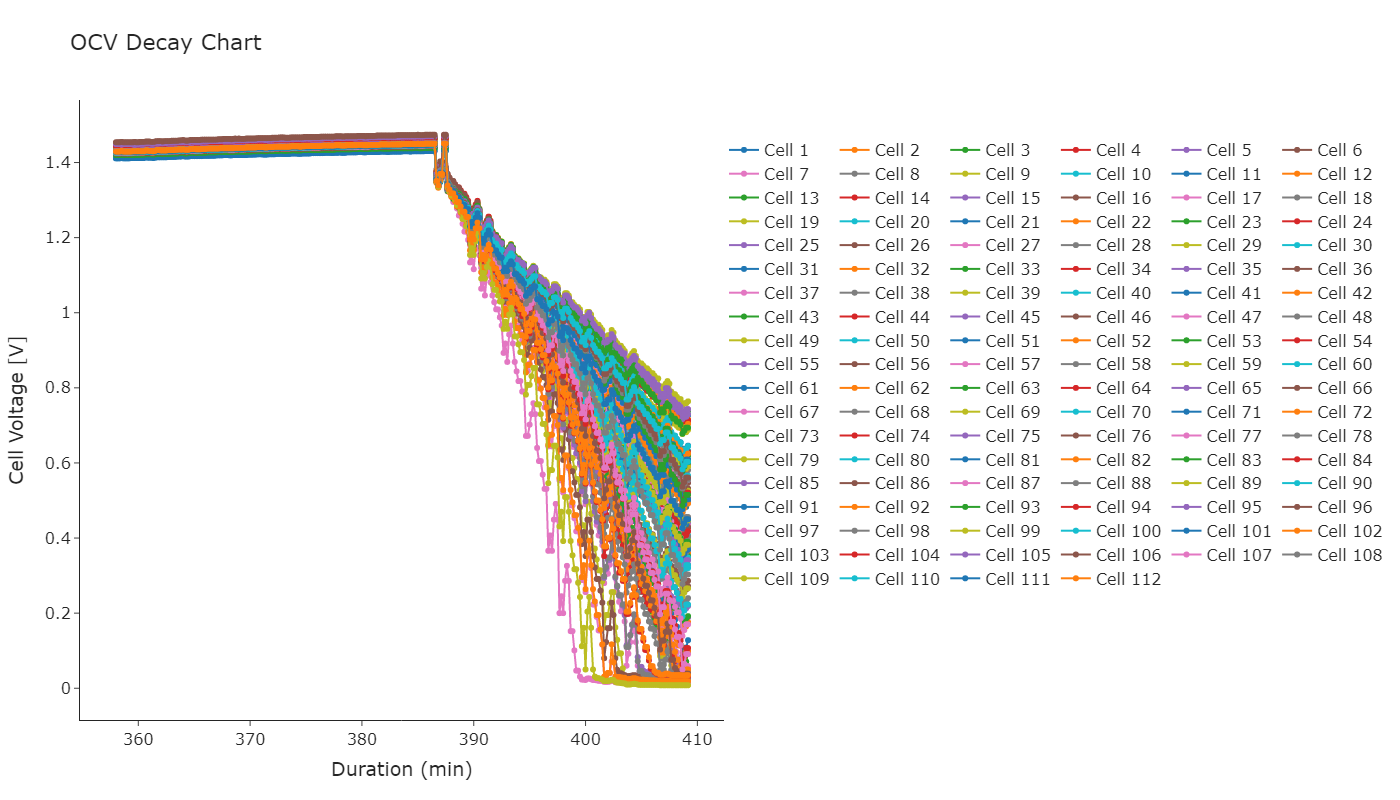 OCV Decay Chart
Cell Voltage [V]
1.4
1.2
1
0.8
0.6
0.4
0.2
0
360 370 380 390 400 410
Duration (min)
Cell 1 Cell 2 Cell 3 Cell 4 Cell 5 Cell 6
Cell 7 Cell 8 Cell 9 Cell 10 Cell 11 Cell 12
Cell 13 Cell 14 Cell 15 Cell 16 Cell 17 Cell 18
Cell 19 Cell 20 Cell 21 Cell 22 Cell 23 Cell 24
Cell 25 Cell 26 Cell 27 Cell 28 Cell 29 Cell 30
Cell 31 Cell 32 Cell 33 Cell 34 Cell 35 Cell 36
Cell 37 Cell 38 Cell 39 Cell 40 Cell 41 Cell 42
Cell 43 Cell 44 Cell 45 Cell 46 Cell 47 Cell 48
Cell 49 Cell 50 Cell 51 Cell 52 Cell 53 Cell 54
Cell 55 Cell 56 Cell 57 Cell 58 Cell 59 Cell 60
Cell 61 Cell 62 Cell 63 Cell 64 Cell 65 Cell 66
Cell 67 Cell 68 Cell 69 Cell 70 Cell 71 Cell 72
Cell 73 Cell 74 Cell 75 Cell 76 Cell 77 Cell 78
Cell 79 Cell 80 Cell 81 Cell 82 Cell 83 Cell 84
Cell 85 Cell 86 Cell 87 Cell 88 Cell 89 Cell 90
Cell 91 Cell 92 Cell 93 Cell 94 Cell 95 Cell 96
Cell 97 Cell 98 Cell 99 Cell 100 Cell 101 Cell 102
Cell 103 Cell 104 Cell 105 Cell 106 Cell 107 Cell 108
Cell 109 Cell 110 Cell 111 Cell 112